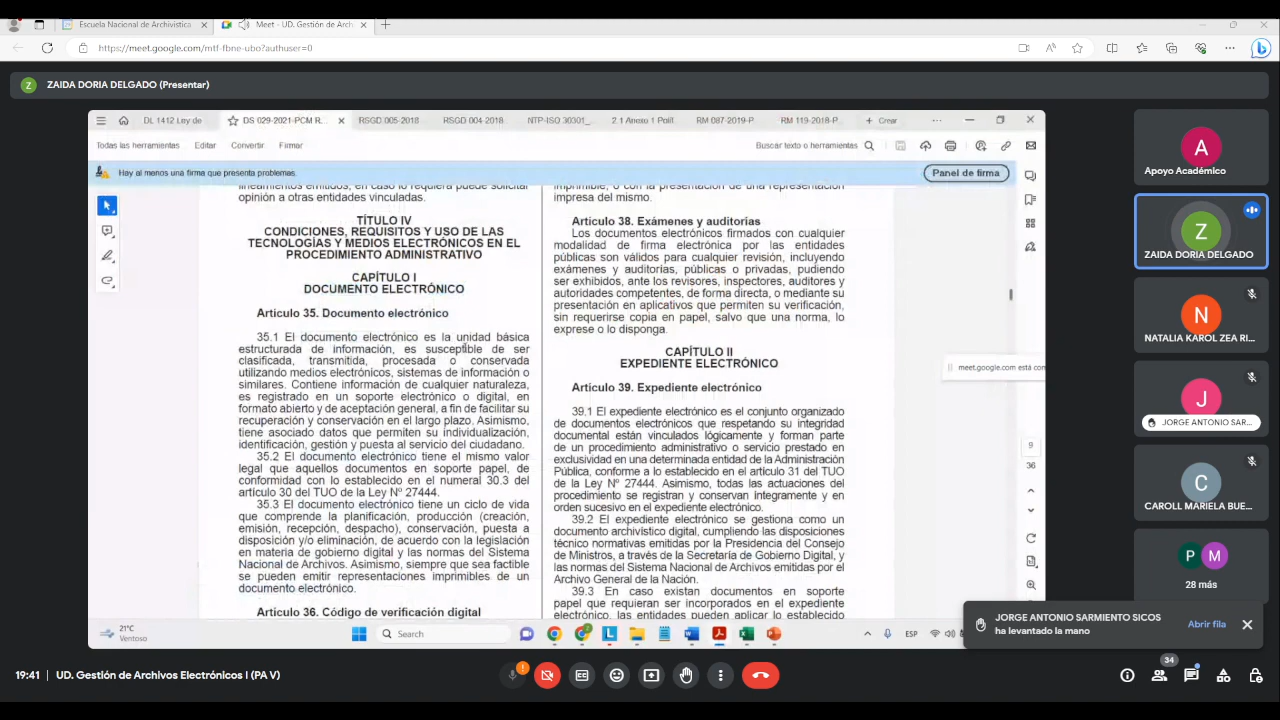 Escuela Nacional de Archivística
Meet - UD. Gestión de Arch
https://meet.google.com/mtf-fbne-ubo?authuser=0
Z
ZAIDA DORIA DELGADO (Presentar)
DL 1412 Ley de
DS 029-2021-PCM R...
RSGD.005-2018
RSGD 004-2018
NTP-ISO 30301_
2.1 Anexo 1 Polít.
RM 087-2019-P...
RM 119-2018-P...
+ Crear
Todas las herramientas
Editar
Convertir
Firmar
Buscar texto o herramientas
Hay al menos una firma que presenta problemas.
Panel de firma
lineamientos emitidos, en caso lo requiera puede solicitar
opinión a otras entidades vinculadas.
TÍTULO IV
CONDICIONES, REQUISITOS Y USO DE LAS
TECNOLOGÍAS Y MEDIOS ELECTRÓNICOS EN EL
PROCEDIMIENTO ADMINISTRATIVO
CAPÍTULO I
DOCUMENTO ELECTRÓNICO
Artículo 35. Documento electrónico
35.1 El documento electrónico es la unidad básica
estructurada de información, es susceptible de ser
clasificada, transmitida, procesada o conservada
utilizando medios electrónicos, sistemas de información o
similares. Contiene información de cualquier naturaleza,
es registrado en un soporte electrónico o digital, en
formato abierto y de aceptación general, a fin de facilitar su
recuperación y conservación en el largo plazo. Asimismo,
tiene asociado datos que permiten su individualización,
identificación, gestión y puesta al servicio del ciudadano.
35.2 El documento electrónico tiene el mismo valor
legal que aquellos documentos en soporte papel, de
conformidad con lo establecido en el numeral 30.3 del
artículo 30 del TUO de la Ley Nº 27444.
35.3 El documento electrónico tiene un ciclo de vida
que comprende la planificación, producción (creación,
emisión, recepción, despacho), conservación, puesta a
disposición y/o eliminación, de acuerdo con la legislación
en materia de gobierno digital y las normas del Sistema
Nacional de Archivos. Asimismo, siempre que sea factible
se pueden emitir representaciones imprimibles de un
documento electrónico.
Artículo 36. Código de verificación digital
imprimible, o con la presentación de una representación
impresa del mismo.
Artículo 38. Exámenes y auditorías
Los documentos electrónicos firmados con cualquier
modalidad de firma electrónica por las entidades
públicas son válidos para cualquier revisión, incluyendo
exámenes y auditorías, públicas o privadas, pudiendo
ser exhibidos, ante los revisores, inspectores, auditores y
autoridades competentes, de forma directa, o mediante su
presentación en aplicativos que permiten su verificación,
sin requerirse copia en papel, salvo que una norma, lo
exprese o lo disponga.
CAPÍTULO II
EXPEDIENTE ELECTRÓNICO
Artículo 39. Expediente electrónico
39.1 El expediente electrónico es el conjunto organizado
de documentos electrónicos que respetando su integridad
documental están vinculados lógicamente y forman parte
de un procedimiento administrativo o servicio prestado en
exclusividad en una determinada entidad de la Administración
Pública, conforme a lo establecido en el artículo 31 del TUO
de la Ley Nº 27444. Asimismo, todas las actuaciones del
procedimiento se registran y conservan íntegramente y en
orden sucesivo en el expediente electrónico.
39.2 El expediente electrónico se gestiona como un
documento archivístico digital, cumpliendo las disposiciones
técnico normativas emitidas por la Presidencia del Consejo
de Ministros, a través de la Secretaría de Gobierno Digital, y
las normas del Sistema Nacional de Archivos emitidas por el
Archivo General de la Nación.
39.3 En caso existan documentos en soporte
papel que requieran ser incorporados en el expediente
electrónico, las entidades pueden aplicar lo establecido
meet.google.com está com
9
36
21°C
Ventoso
Search
ESP
A
Apoyo Académico
Z
ZAIDA DORIA DELGADO
N
NATALIA KAROL ZEA RI...
J
JORGE ANTONIO SAR...
C
CAROLL MARIELA BUE...
P
M
28 más
JORGE ANTONIO SARMIENTO SICOS
ha levantado la mano
Abrir fila
19:41
UD. Gestión de Archivos Electrónicos I (PA V)
34